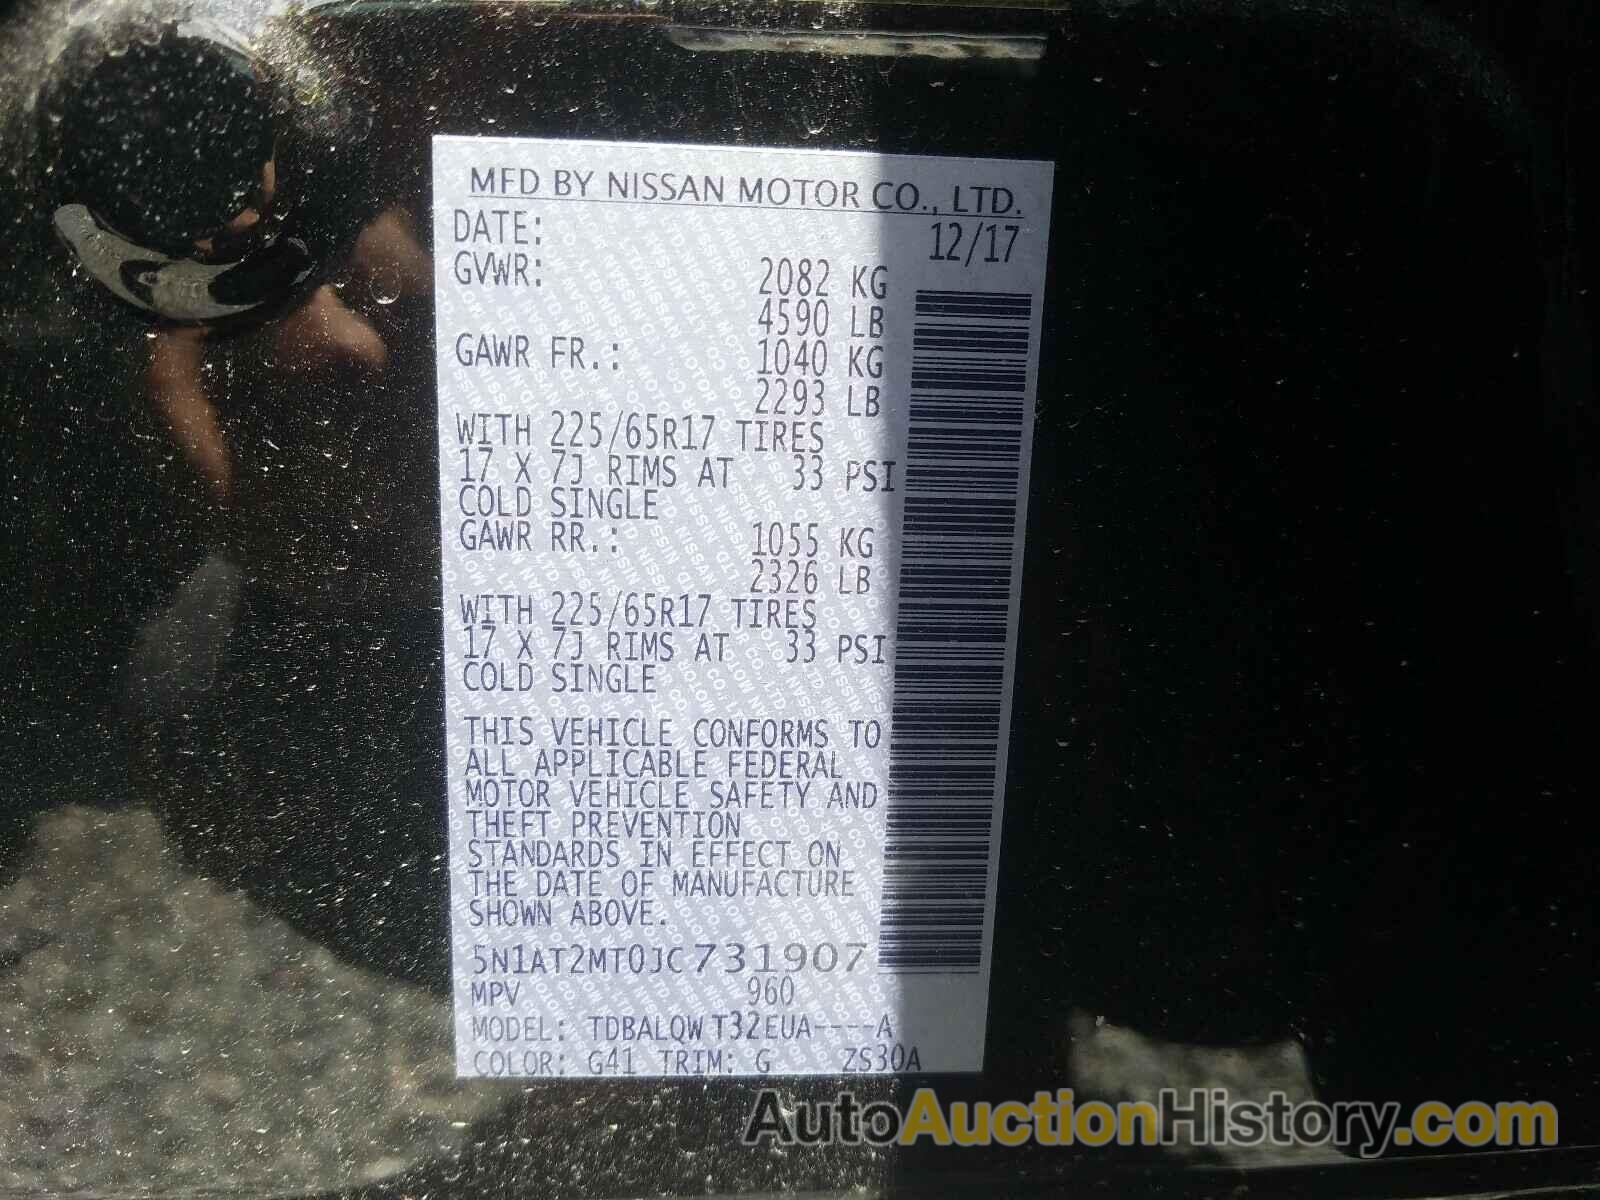 MFD BY NISSAN MOTOR CO., LTD.
DATE: 12/17
GVWR: 2082 KG
4590 LB
GAWR FR.: 1040 KG
2293 LB
WITH 225/65R17 TIRES
17 X 7J RIMS AT 33 PSI
COLD SINGLE
GAWR RR.: 1055 KG
2326 LB
WITH 225/65R17 TIRES
17 X 7J RIMS AT 33 PSI
COLD SINGLE
THIS VEHICLE CONFORMS TO
ALL APPLICABLE FEDERAL
MOTOR VEHICLE SAFETY AND
THEFT PREVENTION
STANDARDS IN EFFECT ON
THE DATE OF MANUFACTURE
SHOWN ABOVE.
5N1AT2MT0JC731907
MPV 960
MODEL: TDBALQW T32EUA----A
COLOR: G41 TRIM: G ZS30A
AutoAuctionHistory.com